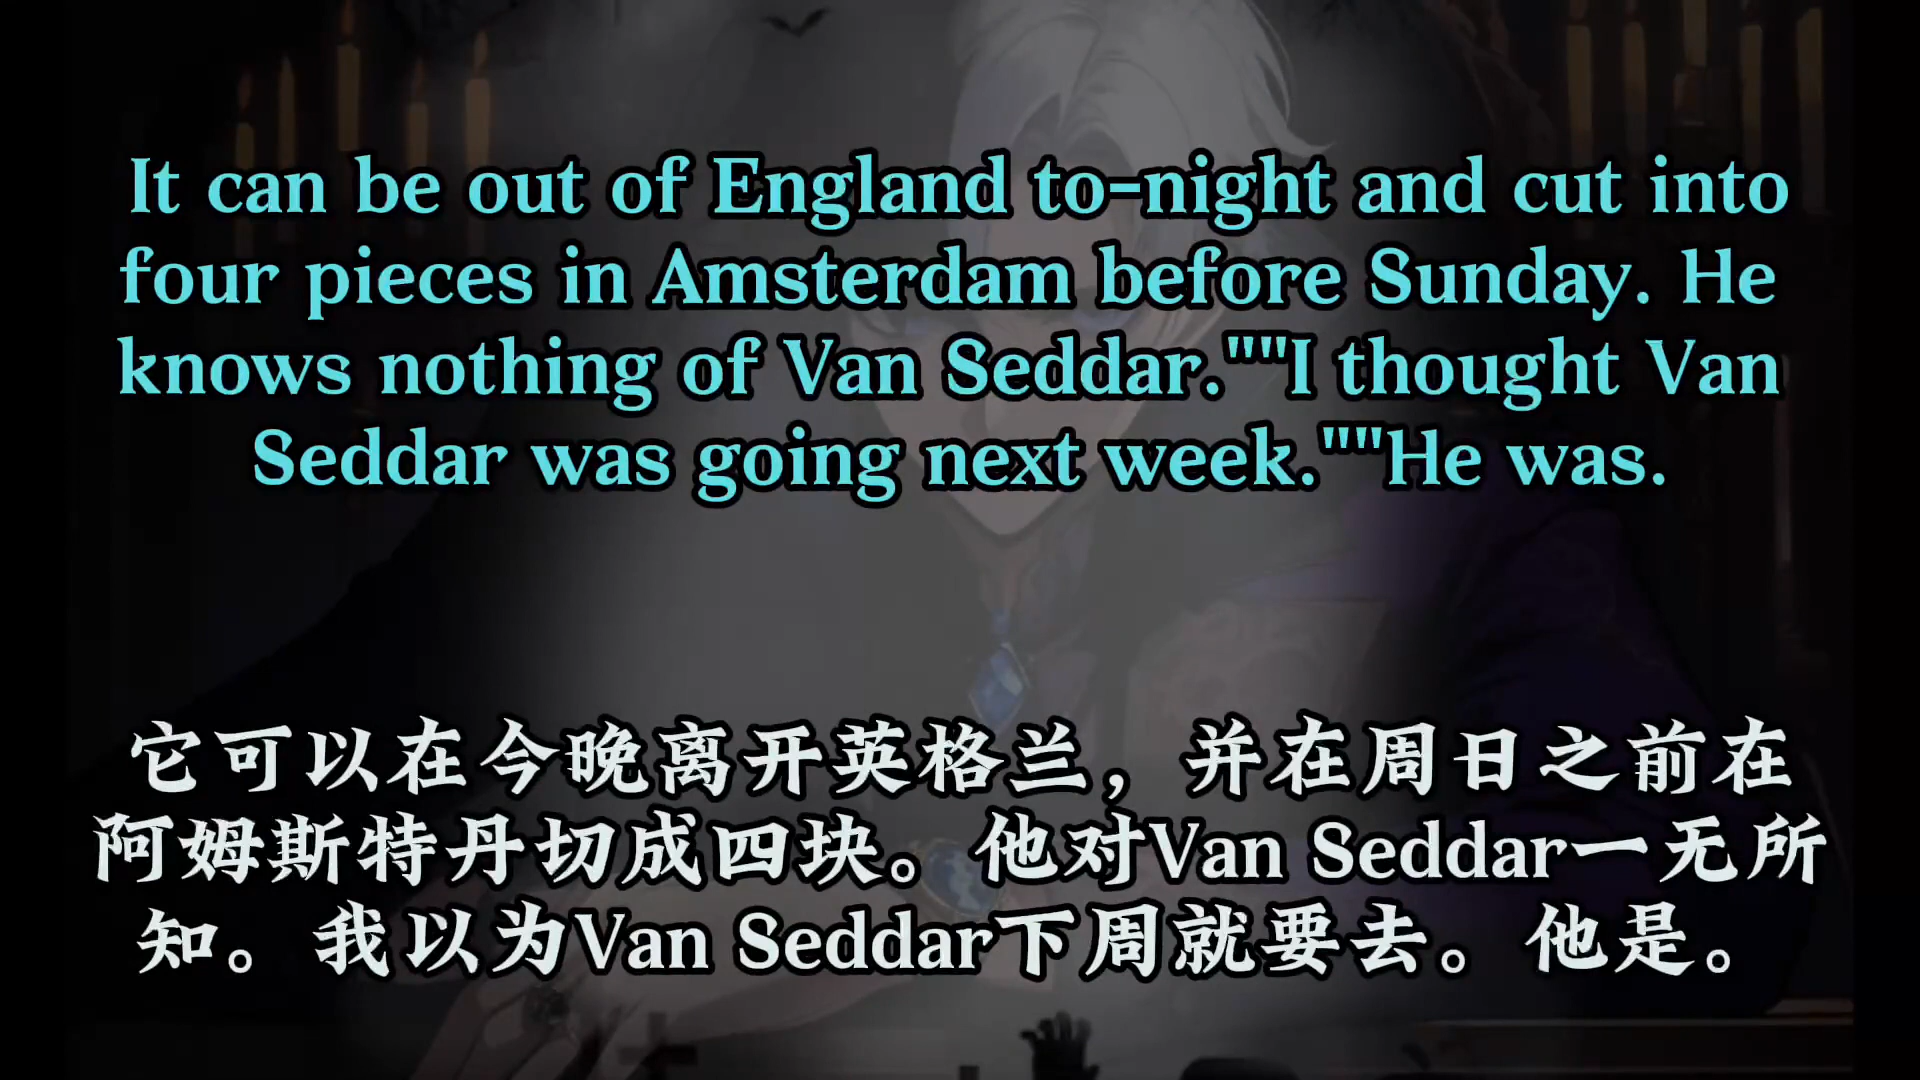 It can be out of England to-night and cut into
four pieces in Amsterdam before Sunday. He
knows nothing of Van Seddar.""I thought Van
Seddar was going next week.""He was.
它可以在今晚离开英格兰，并在周日之前在
阿姆斯特丹切成四块。他对Van Seddar一无所
知。我以为Van Seddar下周就要去。他是。